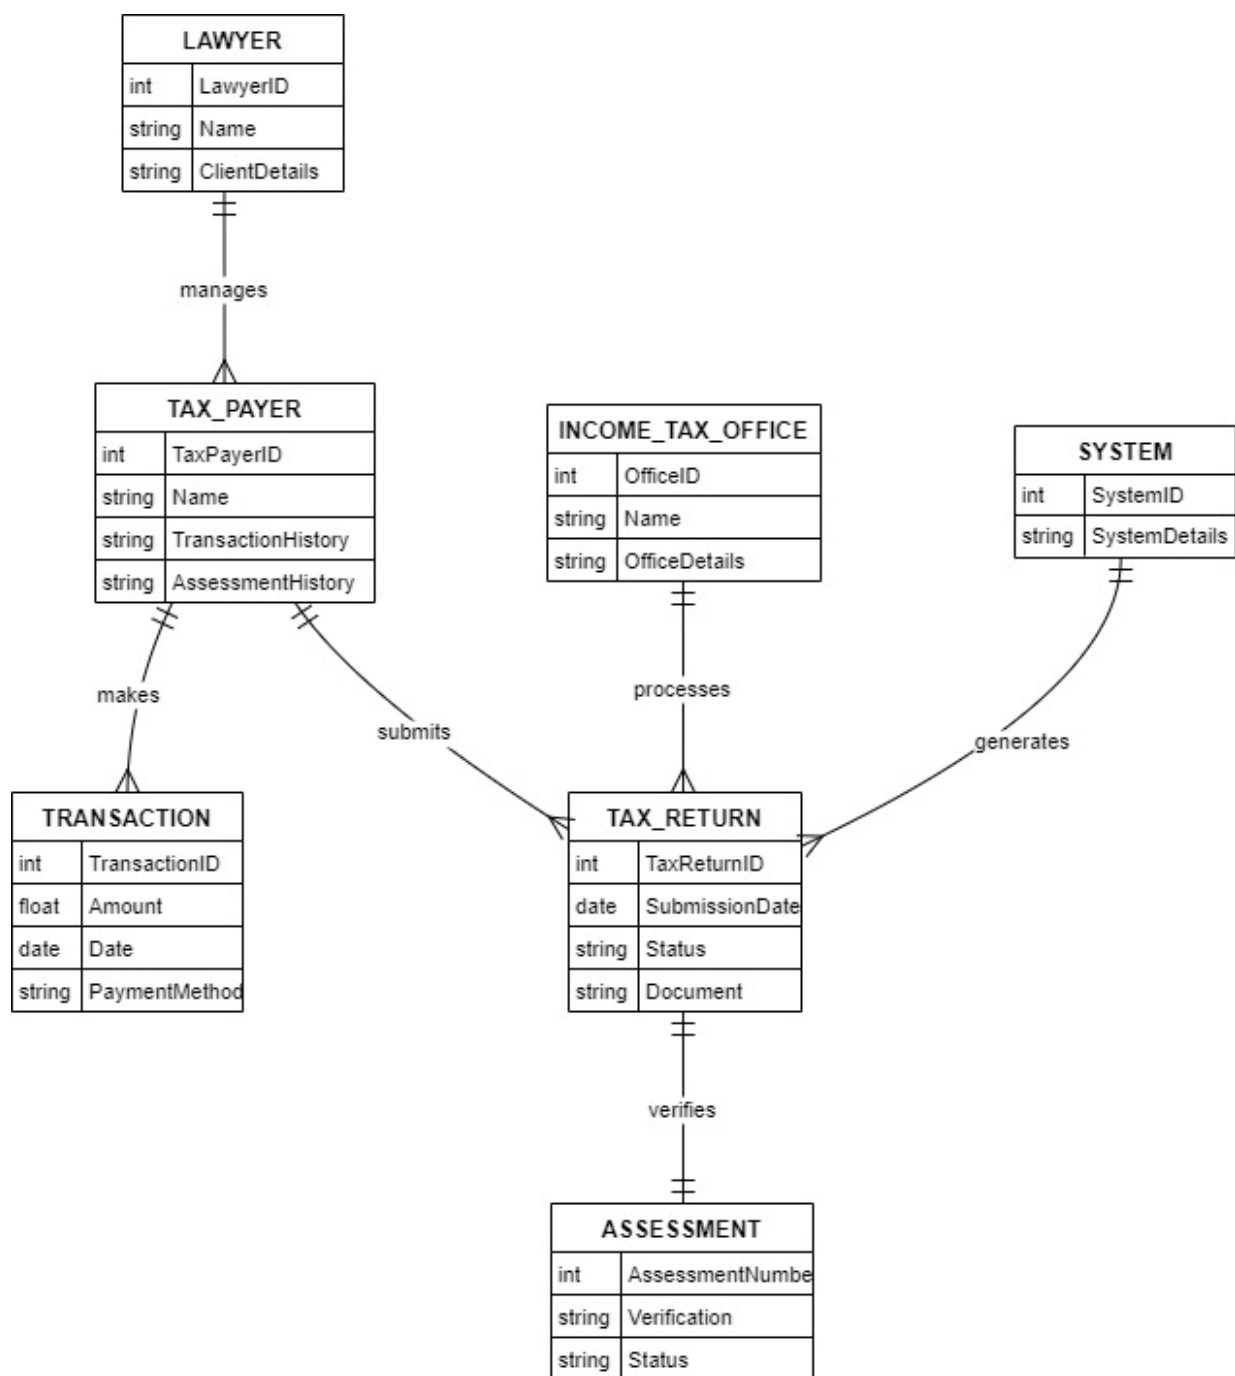 LAWYER
int LawyerID
string Name
string ClientDetails
manages
TAX_PAYER
int TaxPayerID
string Name
string TransactionHistory
string AssessmentHistory
INCOME_TAX_OFFICE
int OfficeID
string Name
string OfficeDetails
SYSTEM
int SystemID
string SystemDetails
makes
submits
processes
generates
TRANSACTION
int TransactionID
float Amount
date Date
string PaymentMethod
TAX_RETURN
int TaxReturnID
date SubmissionDate
string Status
string Document
verifies
ASSESSMENT
int AssessmentNumbe
string Verification
string Status